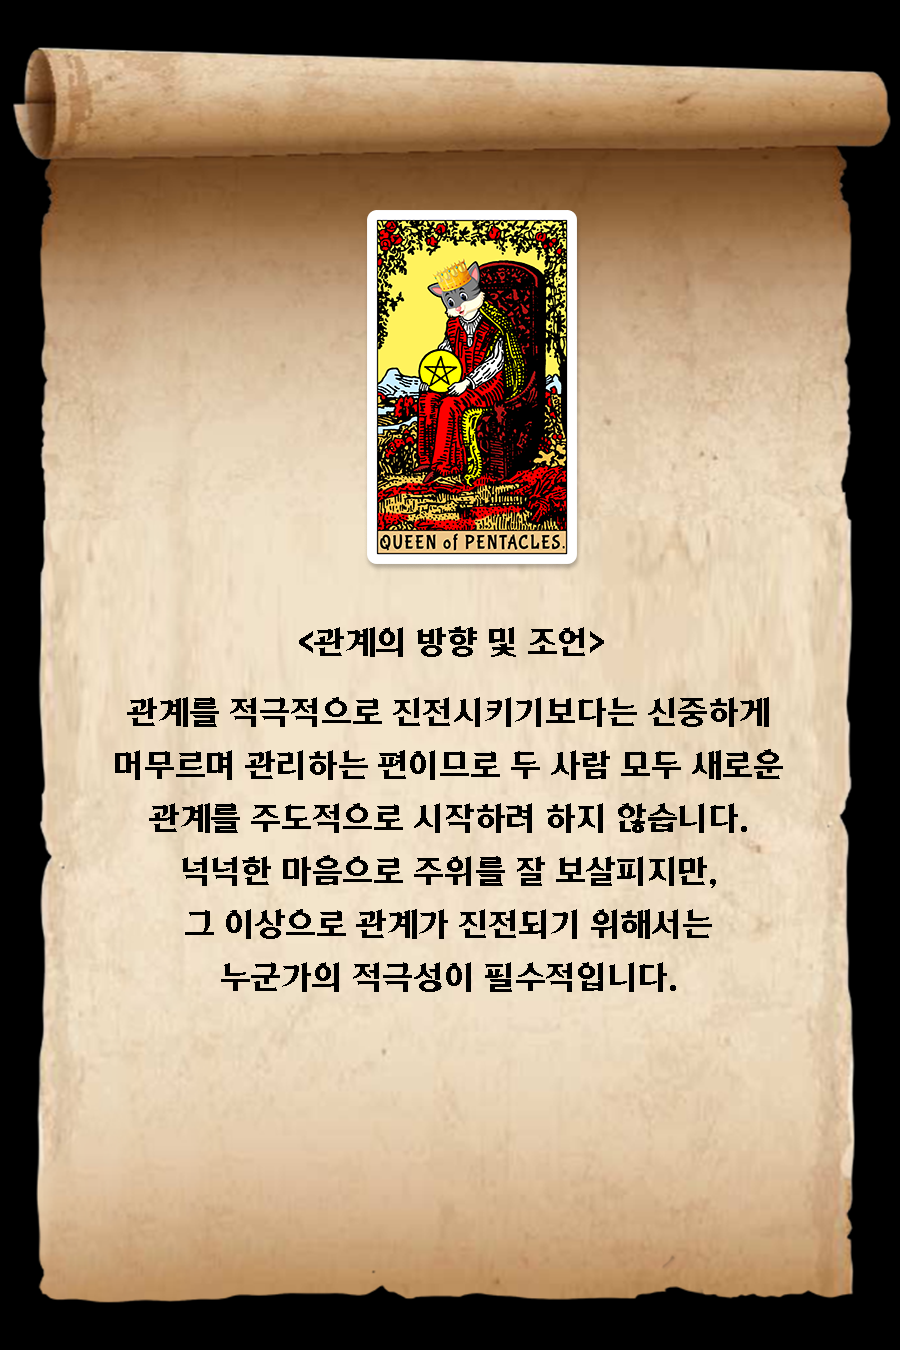 QUEEN of PENTACLES.
<관계의 방향 및 조언>
관계를 적극적으로 진전시키기보다는 신중하게
머무르며 관리하는 편이므로 두 사람 모두 새로운
관계를 주도적으로 시작하려 하지 않습니다.
넉넉한 마음으로 주위를 잘 보살피지만,
그 이상으로 관계가 진전되기 위해서는
누군가의 적극성이 필수적입니다.